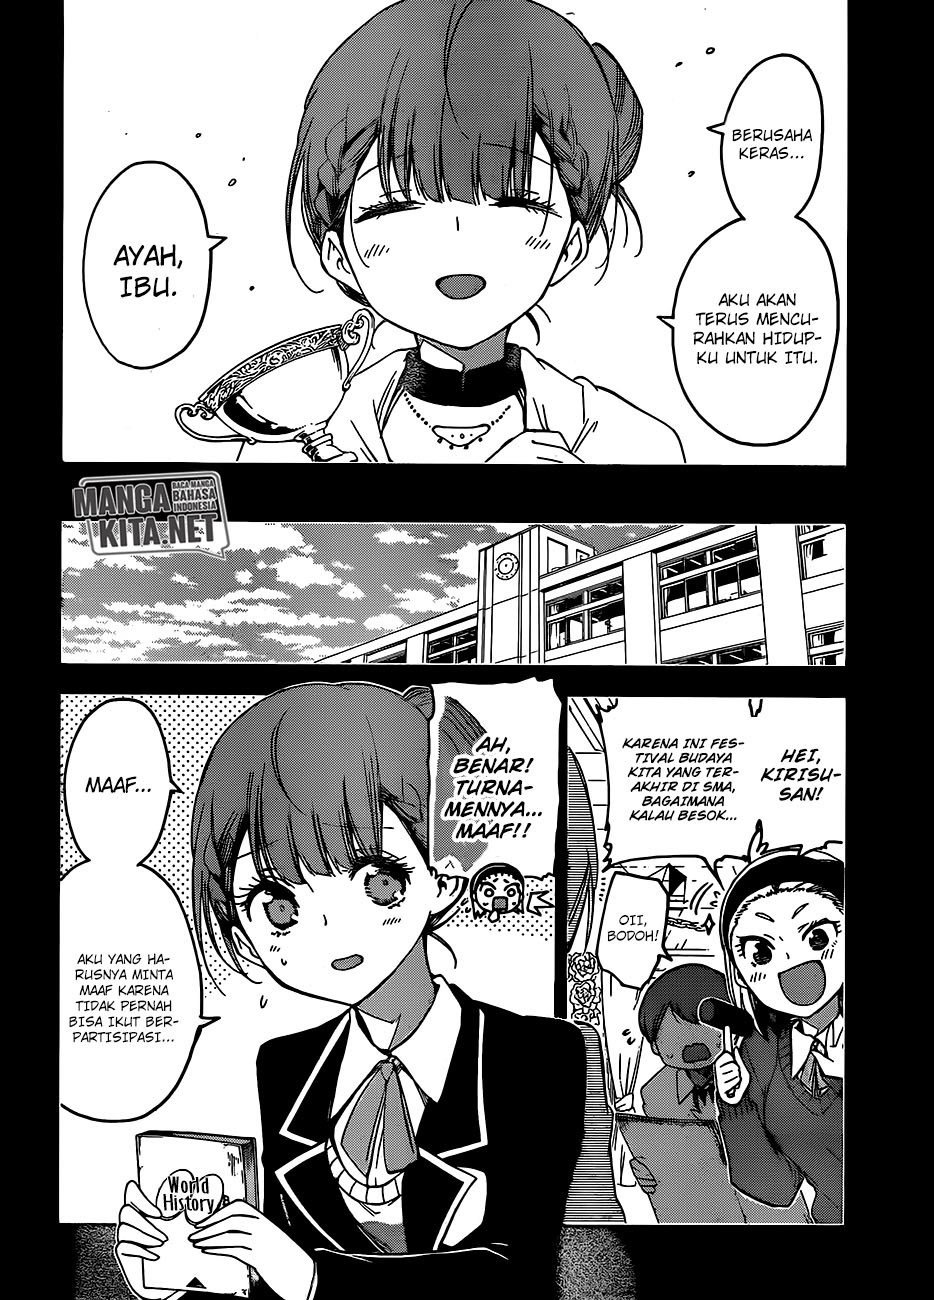 BERUSAHA
KERAS...
AKU AKAN
TERUS MENCU-
RAHKAN HIDUP-
KU UNTUK ITU.
AYAH,
IBU.
MANGA
BACA MANGA
BAHASA
INDONESIA
KITA.NET
HEI,
KIRISU-
SAN!
KARENA INI FES-
TIVAL BUDAYA
KITA YANG TER-
AKHIR DI SMA,
BAGAIMANA
KALAU BESOK...
OII,
BODOH!
AH,
BENAR!
TURNA-
MENNYA...
MAAF!!
MAAF...
AKU YANG HA-
RUSNYA MINTA
MAAF KARENA
TIDAK PERNAH
BISA IKUT BER-
PARTISIPASI...
World
History B